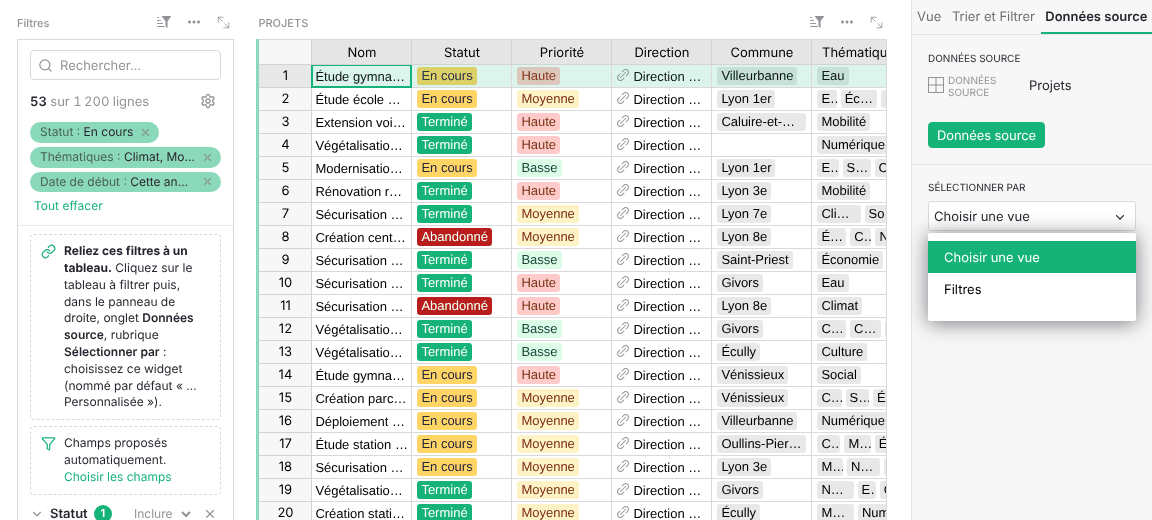 Filtres
Rechercher...
53 sur 1 200 lignes
Statut : En cours
Thématiques : Climat, Mo...
Date de début : Cette an...
Tout effacer
Reliez ces filtres à un
tableau. Cliquez sur le
tableau à filtrer puis,
dans le panneau de
droite, onglet Données
source, rubrique
Sélectionner par :
choisissez ce widget
(nommé par défaut « ...
Personnalisée »).
Champs proposés
automatiquement.
Choisir les champs
Statut 1 Inclure
PROJETS
Nom Statut Priorité Direction Commune Thématiqu
1 Étude gymna... En cours Haute Direction ... Villeurbanne Eau
2 Étude école ... En cours Moyenne Direction ... Lyon 1er E.. Éc...
3 Extension voi... Terminé Haute Direction ... Caluire-et-... Mobilité
4 Végétalisatio... Terminé Haute Direction ... Numérique
5 Modernisatio... En cours Basse Direction ... Lyon 1er E.. S...
6 Rénovation r... Terminé Haute Direction ... Lyon 3e Mobilité
7 Sécurisation ... Terminé Moyenne Direction ... Lyon 7e Cli... So
8 Création cent... Abandonné Moyenne Direction ... Lyon 8e É... C..
9 Sécurisation ... Terminé Basse Direction ... Saint-Priest Économie
10 Sécurisation ... Terminé Haute Direction ... Givors Eau
11 Sécurisation ... Abandonné Haute Direction ... Lyon 8e Climat
12 Végétalisatio... Terminé Basse Direction ... Givors C... C...
13 Végétalisatio... Terminé Basse Direction ... Écully Culture
14 Étude gymna... En cours Haute Direction ... Vénissieux Social
15 Création parc... En cours Moyenne Direction ... Vénissieux C... S... É
16 Déploiement ... En cours Moyenne Direction ... Villeurbanne Numérique
17 Étude station ... En cours Moyenne Direction ... Oullins-Pier... C.. M... É
18 Sécurisation ... En cours Moyenne Direction ... Lyon 3e M... N...
19 Végétalisatio... Terminé Moyenne Direction ... Givors N... E.
20 Création stati... Terminé Moyenne Direction ... Écully M... Num
Vue Trier et Filtrer Données source
DONNÉES SOURCE
DONNÉES
SOURCE
Projets
Données source
SÉLECTIONNER PAR
Choisir une vue
Choisir une vue
Filtres